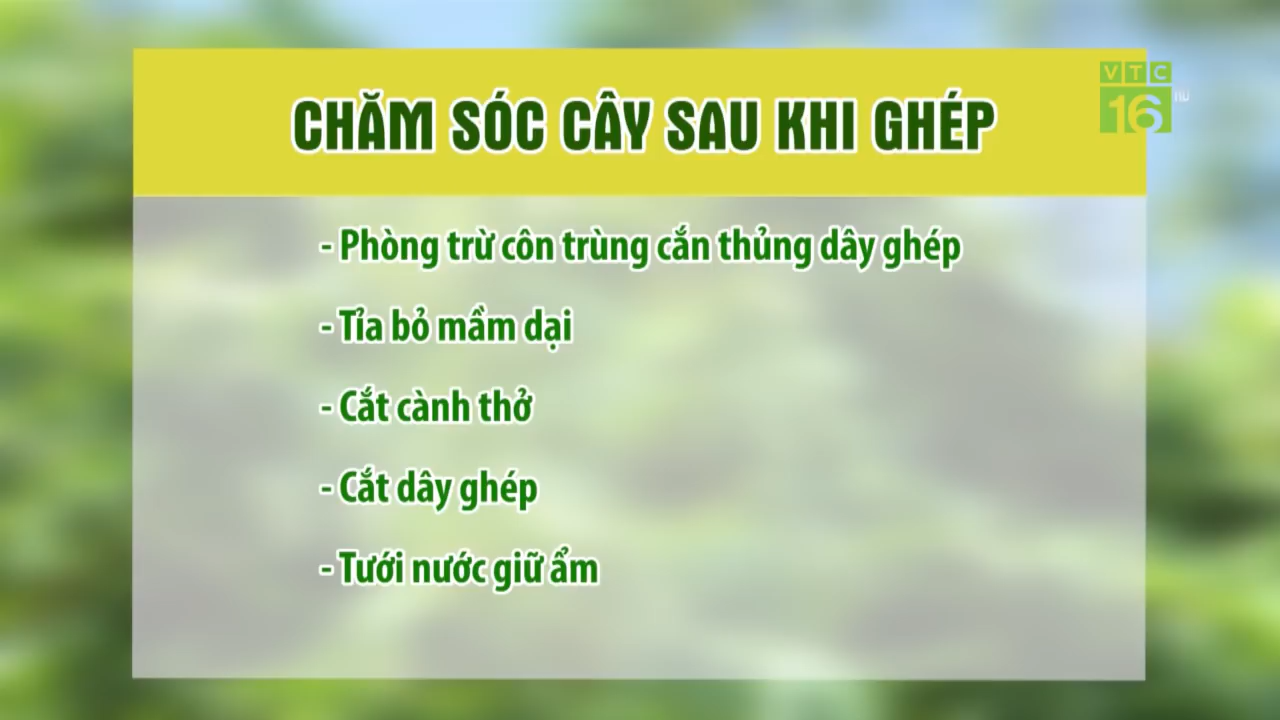 CHĂM SÓC CÂY SAU KHI GHÉP
VTC
16
HD
- Phòng trừ côn trùng cắn thủng dây ghép
- Tỉa bỏ mầm dại
- Cắt cành thở
- Cắt dây ghép
- Tưới nước giữ ẩm